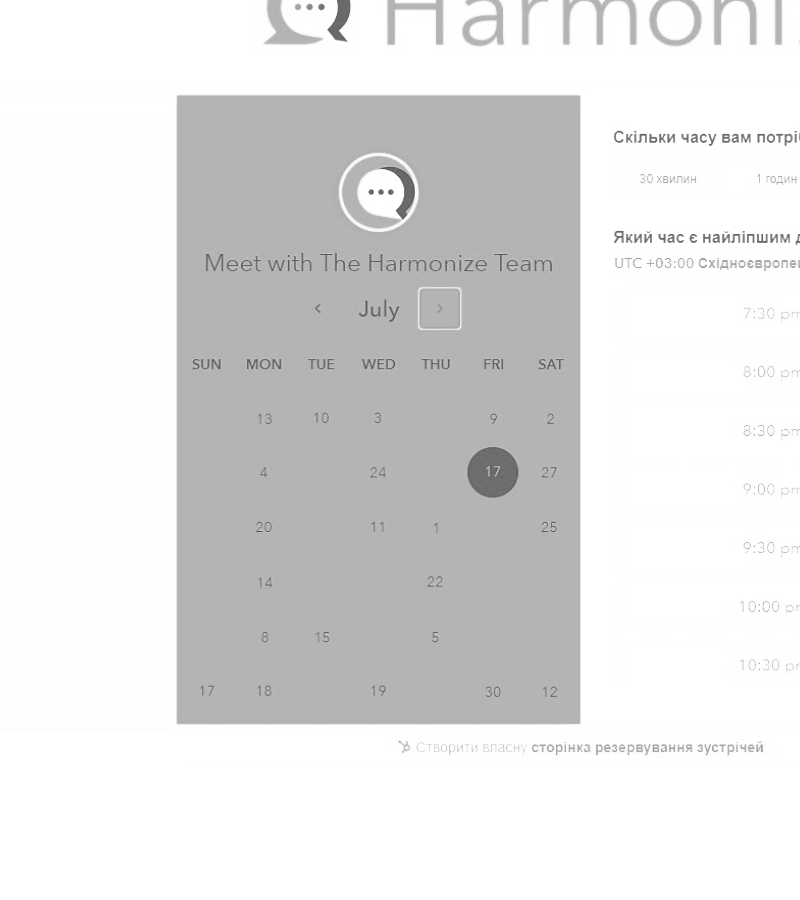 Harmoniz
Meet with The Harmonize Team
July
SUN MON TUE WED THU FRI SAT
13 10 3 9 2
4 24 17 27
20 11 1 25
14 22
8 15 5
17 18 19 30 12
Скільки часу вам потрі
30 хвилин 1 годин
Який час є найліпшим д
UTC +03:00 Східноєвропе
7:30 pm
8:00 pm
8:30 pm
9:00 pm
9:30 pm
10:00 pm
10:30 pm
Створити власну сторінка резервування зустрічей